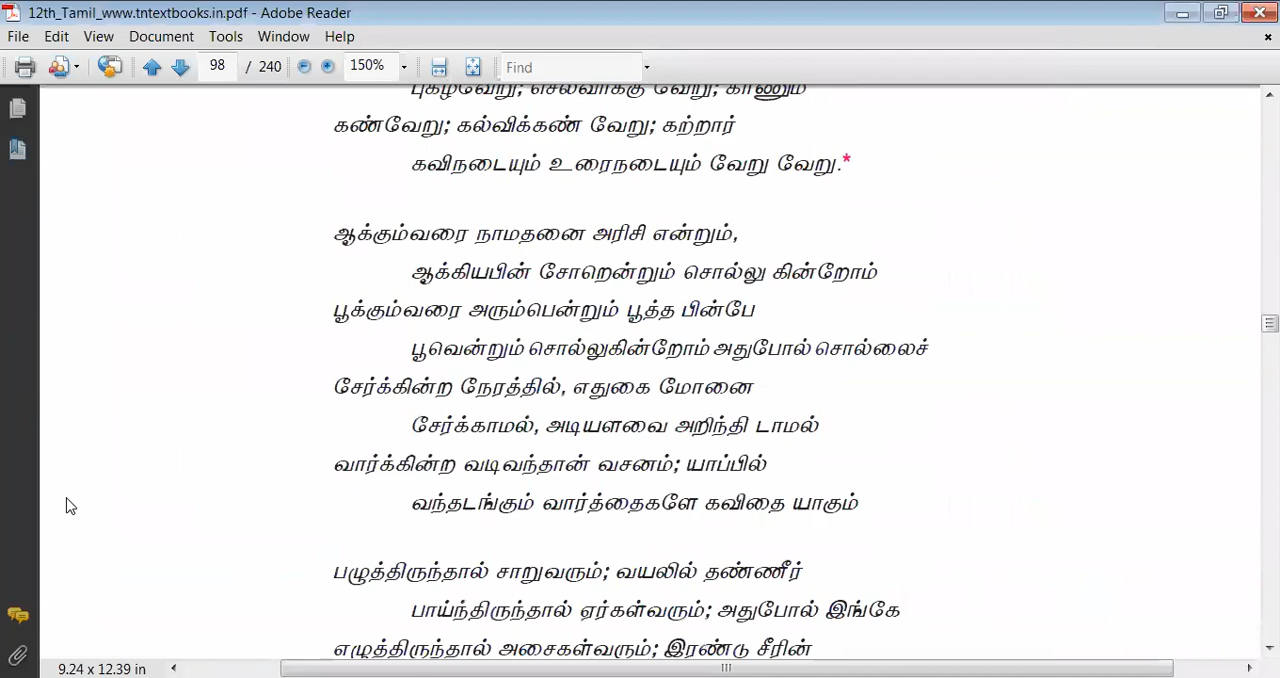 12th_Tamil_www.tntextbooks.in.pdf - Adobe Reader
File Edit View Document Tools Window Help
98 / 240 150% Find
புகழ்வேறு; செல்வாக்கு வேறு; காணும்
கண்வேறு; கல்விக்கண் வேறு; கற்றார்
கவிநடையும் உரைநடையும் வேறு வேறு.*
ஆக்கும்வரை நாமதனை அரிசி என்றும்,
ஆக்கியபின் சோறென்றும் சொல்லு கின்றோம்
பூக்கும்வரை அரும்பென்றும் பூத்த பின்பே
பூவென்றும் சொல்லுகின்றோம் அதுபோல் சொல்லைச்
சேர்க்கின்ற நேரத்தில், எதுகை மோனை
சேர்க்காமல், அடியளவை அறிந்தி டாமல்
வார்க்கின்ற வடிவந்தான் வசனம்; யாப்பில்
வந்தடங்கும் வார்த்தைகளே கவிதை யாகும்
பழுத்திருந்தால் சாறுவரும்; வயலில் தண்ணீர்
பாய்ந்திருந்தால் ஏர்கள்வரும்; அதுபோல் இங்கே
எழுத்திருந்தால் அசைகள்வரும்; இரண்டு சீரின்
9.24 x 12.39 in